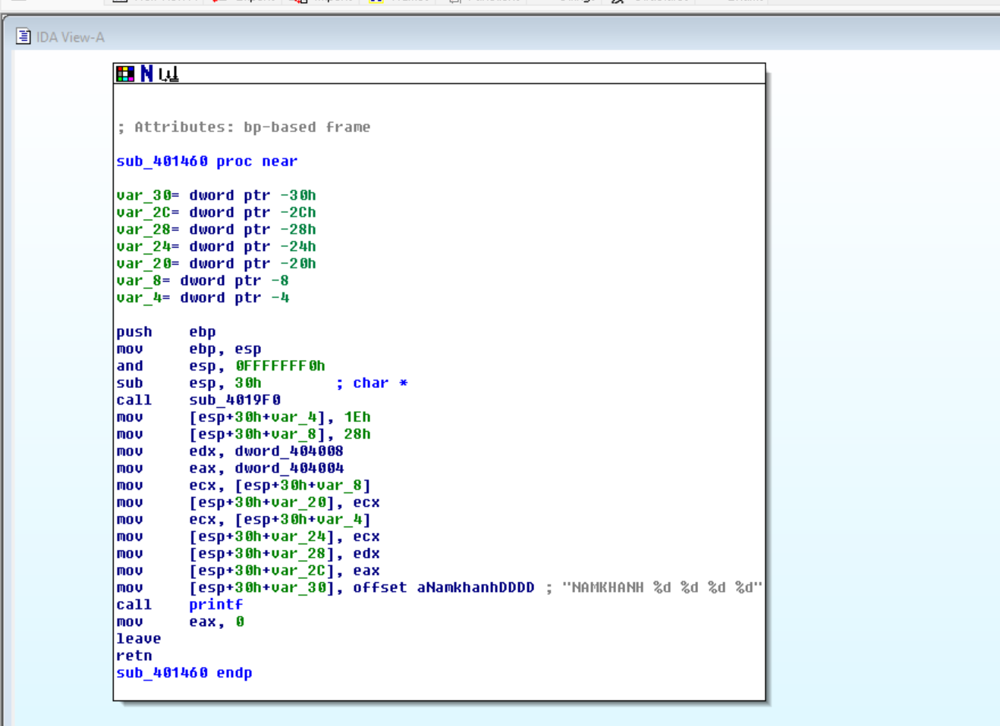 IDA View-A
N
; Attributes: bp-based frame
sub_401460 proc near
var_30= dword ptr -30h
var_2C= dword ptr -2Ch
var_28= dword ptr -28h
var_24= dword ptr -24h
var_20= dword ptr -20h
var_8= dword ptr -8
var_4= dword ptr -4
push    ebp
mov     ebp, esp
and     esp, 0FFFFFFF0h
sub     esp, 30h        ; char *
call    sub_4019F0
mov     [esp+30h+var_4], 1Eh
mov     [esp+30h+var_8], 28h
mov     edx, dword_404008
mov     eax, dword_404004
mov     ecx, [esp+30h+var_8]
mov     [esp+30h+var_20], ecx
mov     ecx, [esp+30h+var_4]
mov     [esp+30h+var_24], ecx
mov     [esp+30h+var_28], edx
mov     [esp+30h+var_2C], eax
mov     [esp+30h+var_30], offset aNamkhanhDDDD ; "NAMKHANH %d %d %d %d"
call    printf
mov     eax, 0
leave
retn
sub_401460 endp